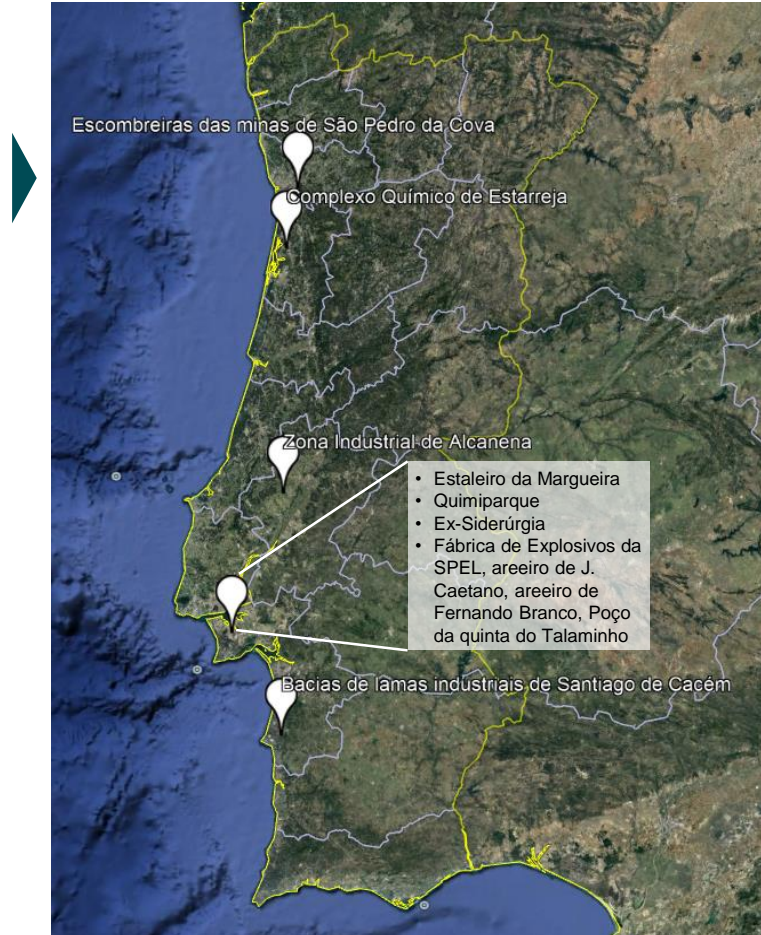 Escombreiras das minas de São Pedro da Cova
Complexo Químico de Estarreja
Zona Industrial de Alcanena
• Estaleiro da Margueira
• Quimiparque
• Ex-Siderúrgia
• Fábrica de Explosivos da
SPEL, areeiro de J.
Caetano, areeiro de
Fernando Branco, Poço
da quinta do Talaminho
Bacias de lamas industriais de Santiago de Cacém